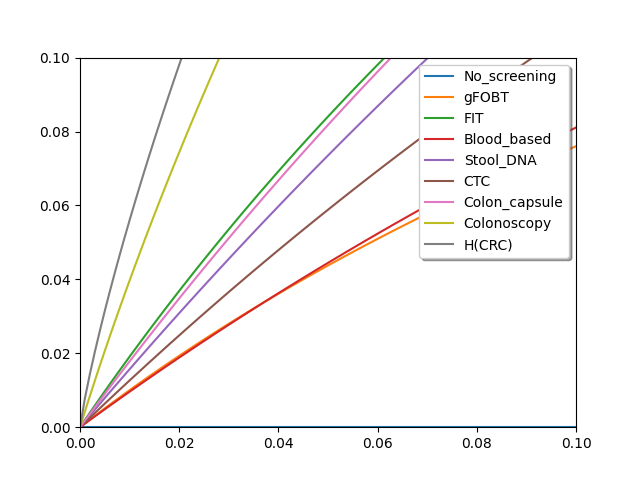 0.10
0.08
0.06
0.04
0.02
0.00
0.00 0.02 0.04 0.06 0.08 0.10
No_screening
gFOBT
FIT
Blood_based
Stool_DNA
CTC
Colon_capsule
Colonoscopy
H(CRC)